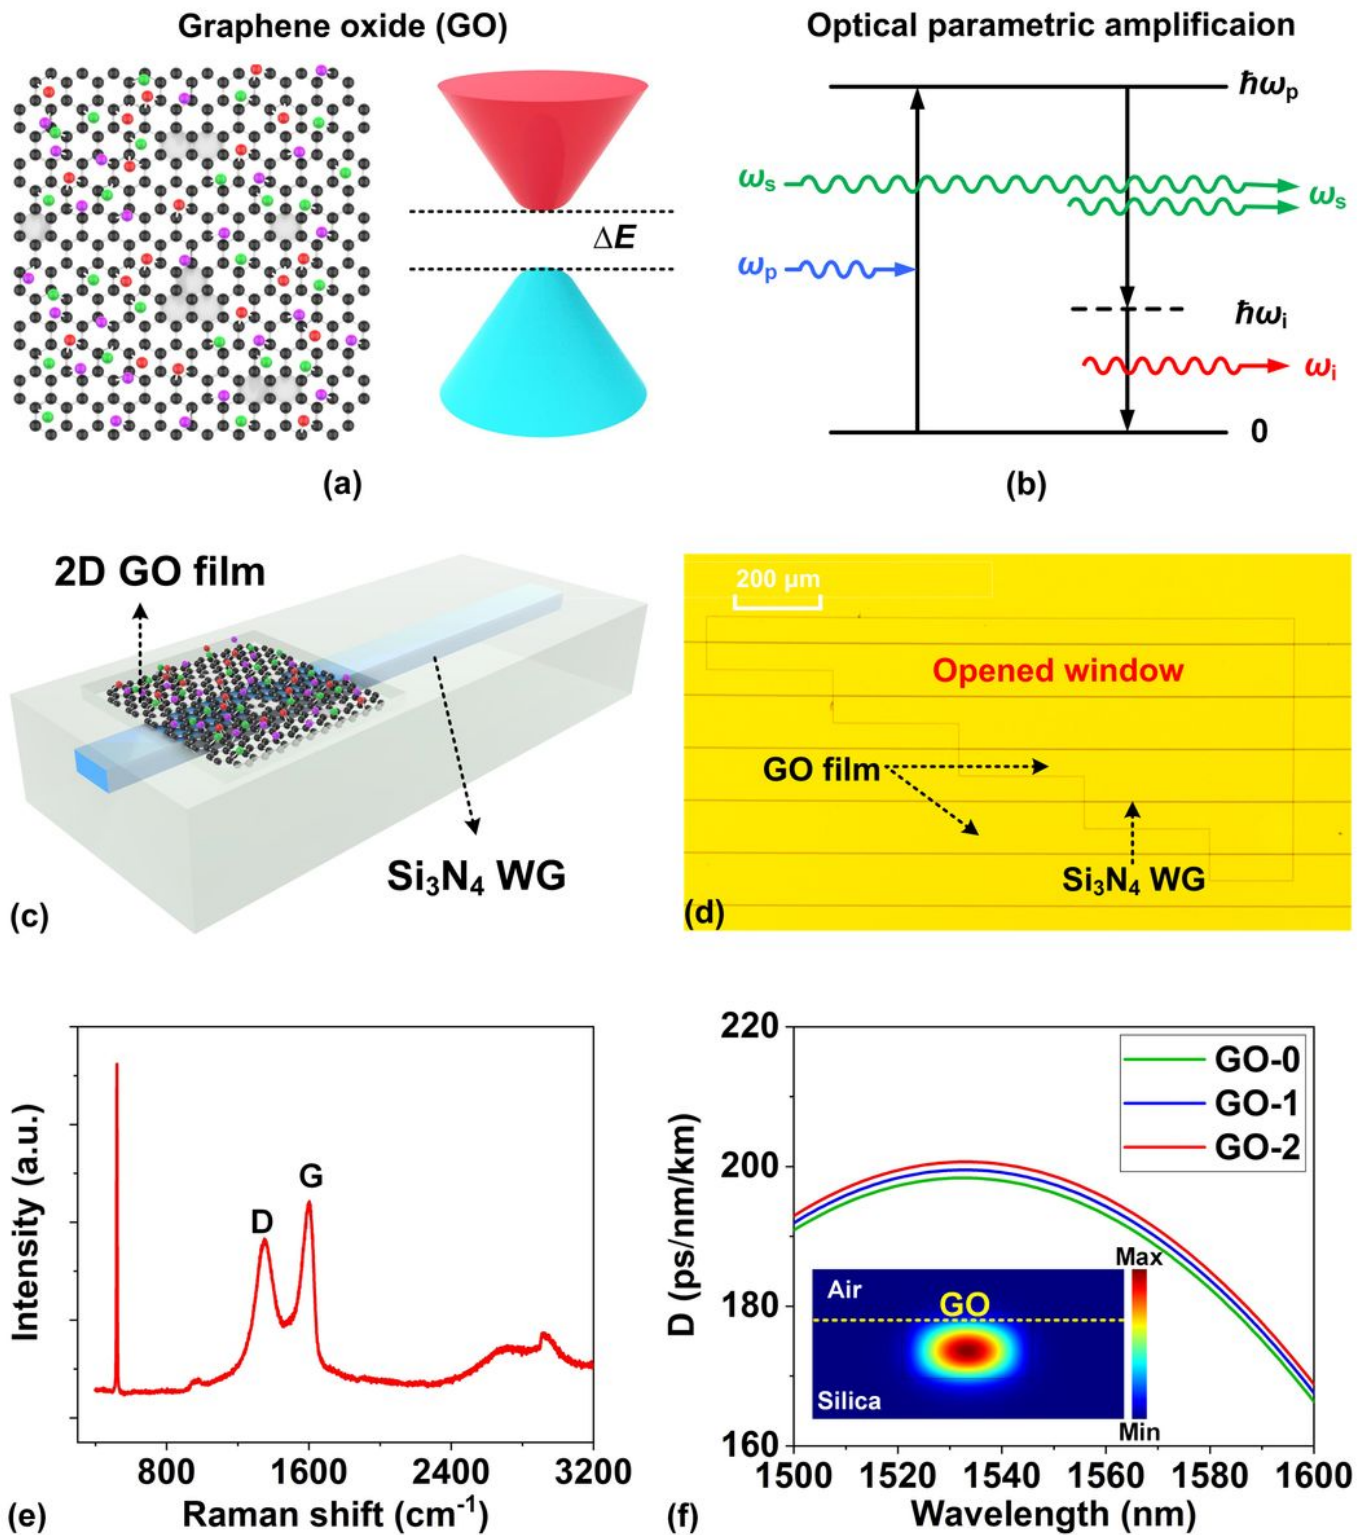 Graphene oxide (GO)
ΔE
(a)
Optical parametric amplificaion
ħωp
ωs
ωs
ωp
ħωi
ωi
0
(b)
2D GO film
Si3N4 WG
(c)
200 µm
Opened window
GO film
Si3N4 WG
(d)
Intensity (a.u.)
D
G
800 1600 2400 3200
Raman shift (cm-1)
(e)
D (ps/nm/km)
220
200
180
160
GO-0
GO-1
GO-2
Air
GO
Silica
Max
Min
1500 1520 1540 1560 1580 1600
Wavelength (nm)
(f)